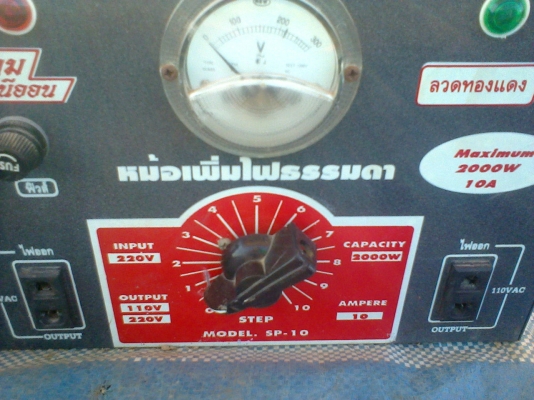 0 100 200 300
V
ลวดทองแดง
นีออน
FUSE
ฟิวส์
หม้อเพิ่มไฟธรรมดา
Maximum
2000W
10A
INPUT
220V
OUTPUT
110V
220V
0 1 2 3 4 5 6 7 8 9 10
STEP
MODEL. SP-10
CAPACITY
2000W
AMPERE
10
ไฟออก
VAC
OUTPUT
ไฟออก
110VAC
OUTPUT